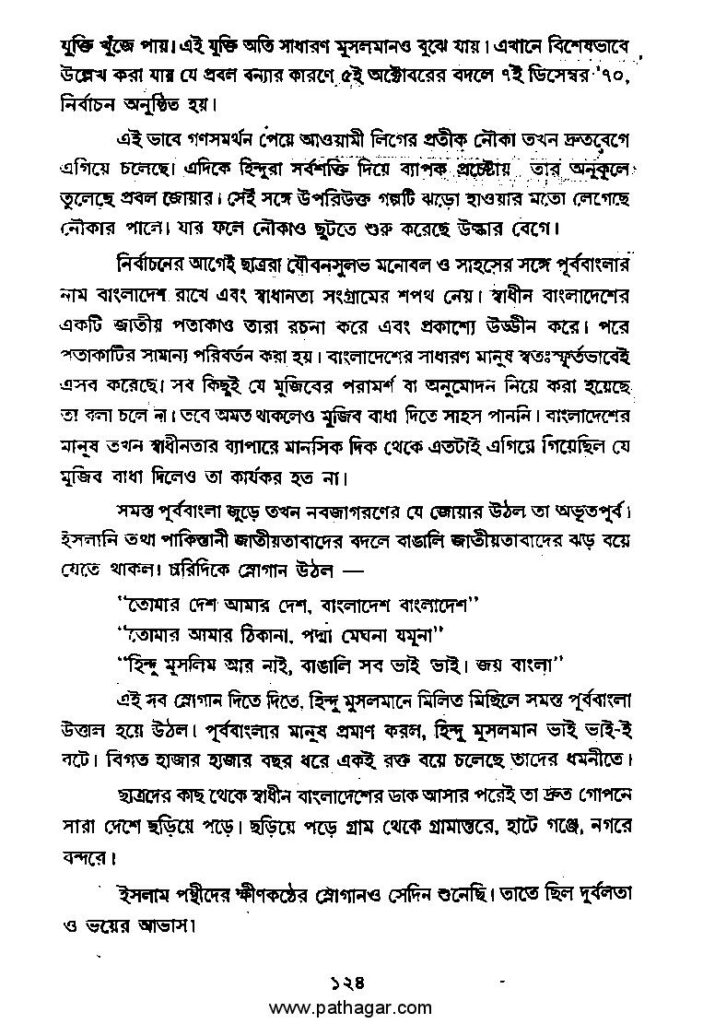 যুক্তি খুঁজে পায়। এই যুক্তি অতি সাধারণ মুসলমানও বুঝে যায়। এখানে বিশেষভাবে
উল্লেখ করা যায় যে প্রবল বন্যার কারণে ৫ই অক্টোবরের বদলে ৭ই ডিসেম্বর '৭০,
নির্বাচন অনুষ্ঠিত হয়।
এই ভাবে গণসমর্থন পেয়ে আওয়ামী লিগের প্রতীক নৌকা তখন দ্রুতবেগে
এগিয়ে চলেছে। এদিকে হিন্দুরা সর্বশক্তি দিয়ে ব্যাপক প্রচেষ্টায় তার অনুকূলে
তুলেছে প্রবল জোয়ার। সেই সঙ্গে উপরিউক্ত গল্পটি ঝড়ো হাওয়ার মতো লেগেছে
নৌকার পালে। যার ফলে নৌকাও ছুটতে শুরু করেছে উল্কার বেগে।
নির্বাচনের আগেই ছাত্ররা যৌবনসুলভ মনোবল ও সাহসের সঙ্গে পূর্ববাংলার
নাম বাংলাদেশ রাখে এবং স্বাধীনতা সংগ্রামের শপথ নেয়। স্বাধীন বাংলাদেশের
একটি জাতীয় পতাকাও তারা রচনা করে এবং প্রকাশ্যে উড্ডীন করে। পরে
পতাকাটির সামান্য পরিবর্তন করা হয়। বাংলাদেশের সাধারণ মানুষ স্বতঃস্ফূর্তভাবেই
এসব করেছে। সব কিছুই যে মুজিবের পরামর্শ বা অনুমোদন নিয়ে করা হয়েছে
তা বলা চলে না। তবে অমত থাকলেও মুজিব বাধা দিতে সাহস পাননি। বাংলাদেশের
মানুষ তখন স্বাধীনতার ব্যাপারে মানসিক দিক থেকে এতটাই এগিয়ে গিয়েছিল যে
মুজিব বাধা দিলেও তা কার্যকর হত না।
সমস্ত পূর্ববাংলা জুড়ে তখন নবজাগরণের যে জোয়ার উঠল তা অভূতপূর্ব।
ইসলানি তথা পাকিস্তানী জাতীয়তাবাদের বদলে বাঙালি জাতীয়তাবাদের ঝড় বয়ে
যেতে থাকল। চারিদিকে স্লোগান উঠল —
“তোমার দেশ আমার দেশ, বাংলাদেশ বাংলাদেশ”
“তোমার আমার ঠিকানা, পদ্মা মেঘনা যমুনা”
“হিন্দু মুসলিম আর নাই, বাঙালি সব ভাই ভাই। জয় বাংলা”
এই সব স্লোগান দিতে দিতে, হিন্দু মুসলমানে মিলিত মিছিলে সমস্ত পূর্ববাংলা
উত্তাল হয়ে উঠল। পূর্ববাংলার মানুষ প্রমাণ করল, হিন্দু মুসলমান ভাই ভাই-ই
বটে। বিগত হাজার হাজার বছর ধরে একই রক্ত বয়ে চলেছে তাদের ধমনীতে।
ছাত্রদের কাছ থেকে স্বাধীন বাংলাদেশের ডাক আসার পরেই তা দ্রুত গোপনে
সারা দেশে ছড়িয়ে পড়ে। ছড়িয়ে পড়ে গ্রাম থেকে গ্রামান্তরে, হাটে গঞ্জে, নগরে
বন্দরে।
ইসলাম পন্থীদের ক্ষীণকণ্ঠের স্লোগানও সেদিন শুনেছি। তাতে ছিল দুর্বলতা
ও ভয়ের আভাস।
১২৪
www.pathagar.com